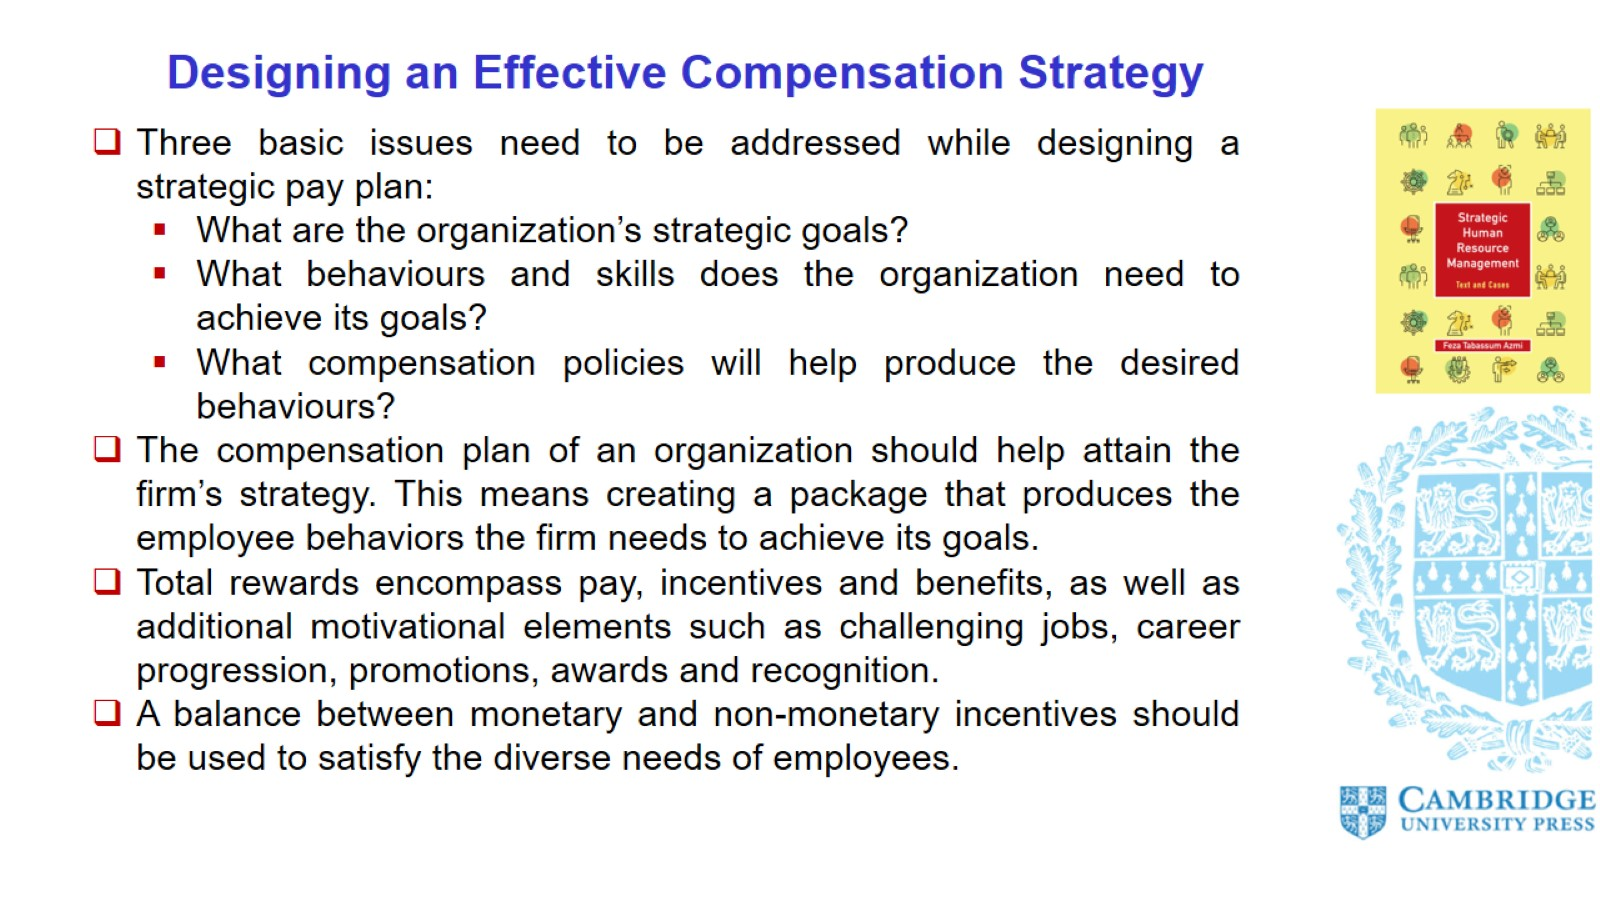 Designing an Effective Compensation Strategy
Three basic issues need to be addressed while designing a
strategic pay plan:
What are the organization’s strategic goals?
What behaviours and skills does the organization need to
achieve its goals?
What compensation policies will help produce the desired
behaviours?
The compensation plan of an organization should help attain the
firm’s strategy. This means creating a package that produces the
employee behaviors the firm needs to achieve its goals.
Total rewards encompass pay, incentives and benefits, as well as
additional motivational elements such as challenging jobs, career
progression, promotions, awards and recognition.
A balance between monetary and non-monetary incentives should
be used to satisfy the diverse needs of employees.
Strategic
Human
Resource
Management
Text and Cases
Feza Tabassum Azmi
CAMBRIDGE
UNIVERSITY PRESS